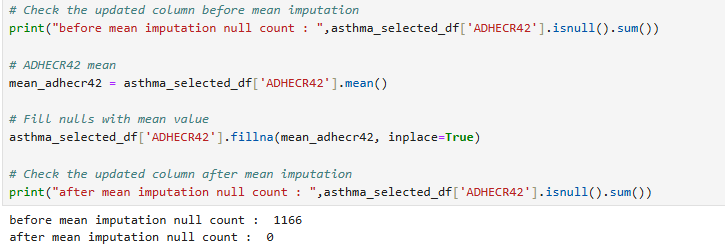 # Check the updated column before mean imputation
print("before mean imputation null count : ",asthma_selected_df['ADHECR42'].isnull().sum())
# ADHECR42 mean
mean_adhecr42 = asthma_selected_df['ADHECR42'].mean()
# Fill nulls with mean value
asthma_selected_df['ADHECR42'].fillna(mean_adhecr42, inplace=True)
# Check the updated column after mean imputation
print("after mean imputation null count : ",asthma_selected_df['ADHECR42'].isnull().sum())
before mean imputation null count :  1166
after mean imputation null count :  0